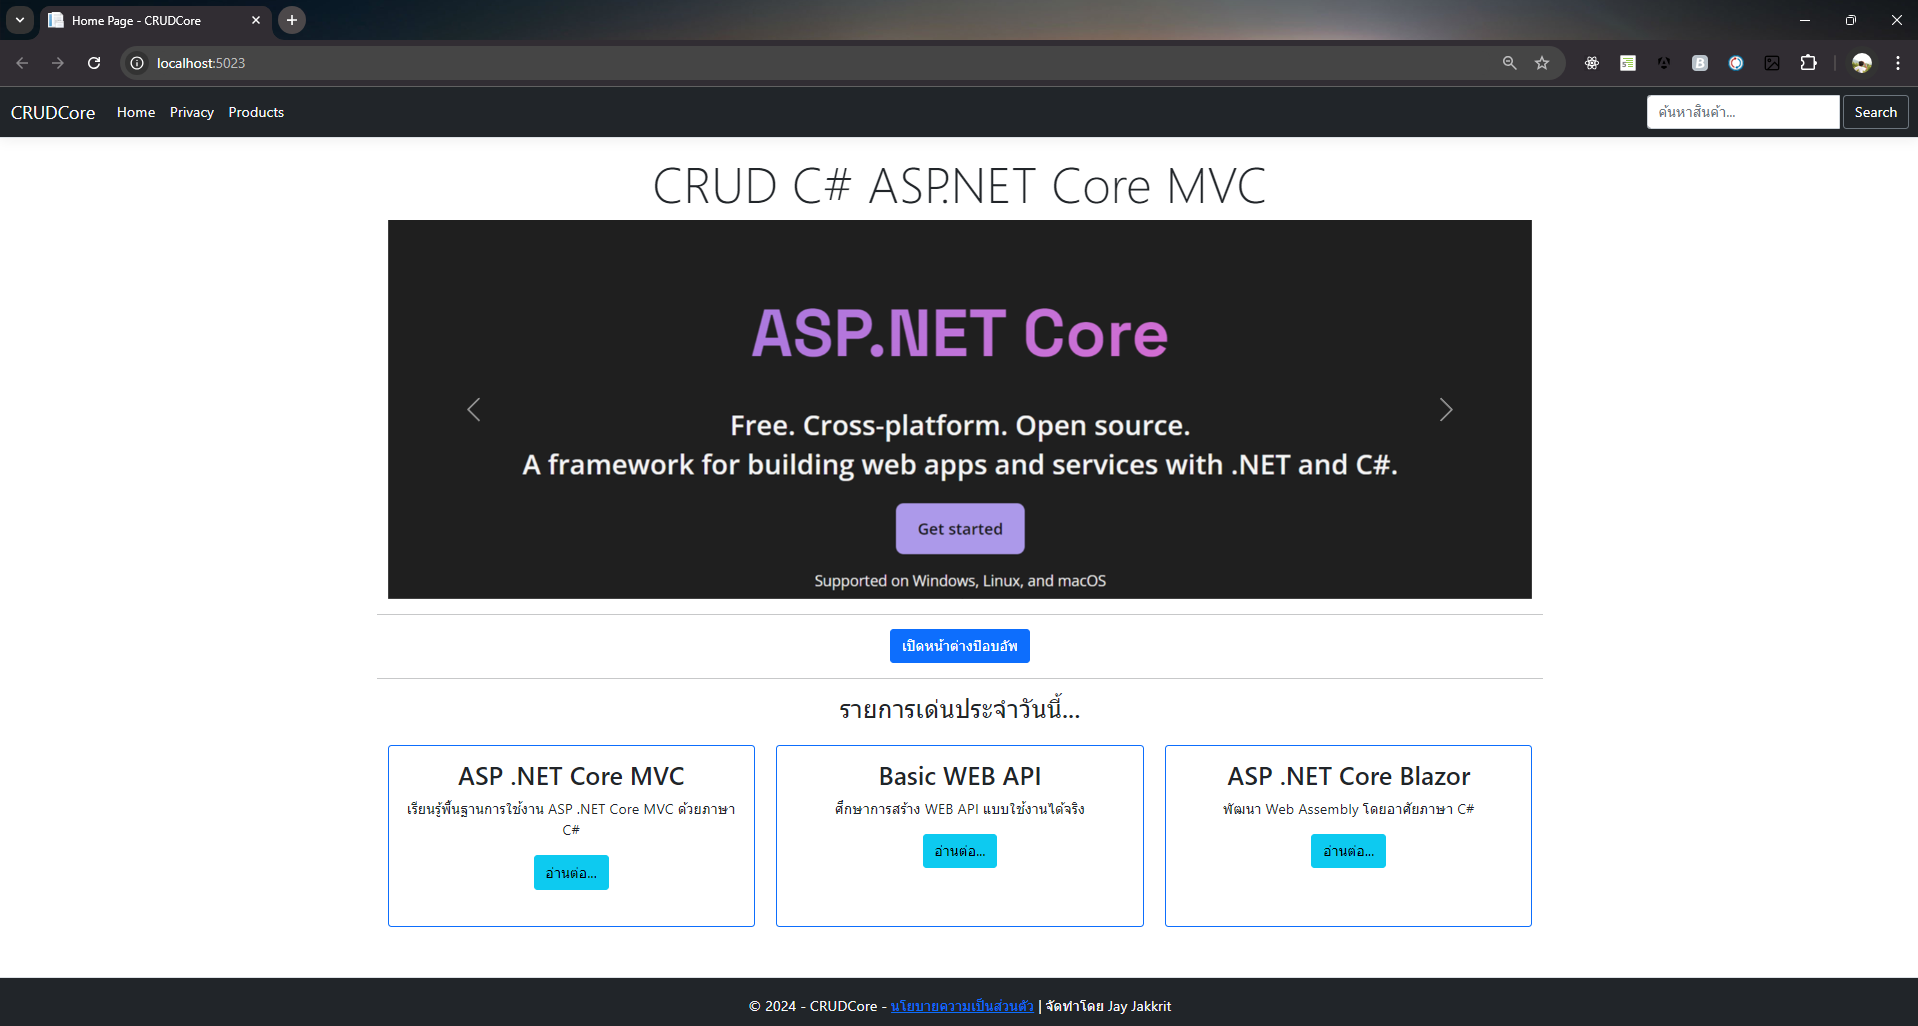 Home Page - CRUDCore
localhost:5023
CRUDCore Home Privacy Products ค้นหาสินค้า... Search
CRUD C# ASP.NET Core MVC
ASP.NET Core
Free. Cross-platform. Open source.
A framework for building web apps and services with .NET and C#.
Get started
Supported on Windows, Linux, and macOS
เปิดหน้าต่างป๊อบอัพ
รายการเด่นประจำวันนี้...
ASP .NET Core MVC
เรียนรู้พื้นฐานการใช้งาน ASP .NET Core MVC ด้วยภาษา
C#
อ่านต่อ...
Basic WEB API
ศึกษาการสร้าง WEB API แบบใช้งานได้จริง
อ่านต่อ...
ASP .NET Core Blazor
พัฒนา Web Assembly โดยอาศัยภาษา C#
อ่านต่อ...
© 2024 - CRUDCore - นโยบายความเป็นส่วนตัว | จัดทำโดย Jay Jakkrit